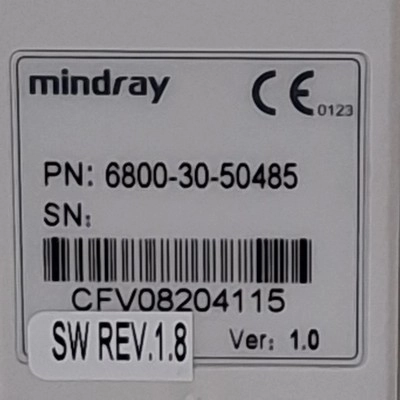 mindray
CE 0123
PN: 6800-30-50485
SN:
CFV08204115
SW REV.1.8
Ver: 1.0